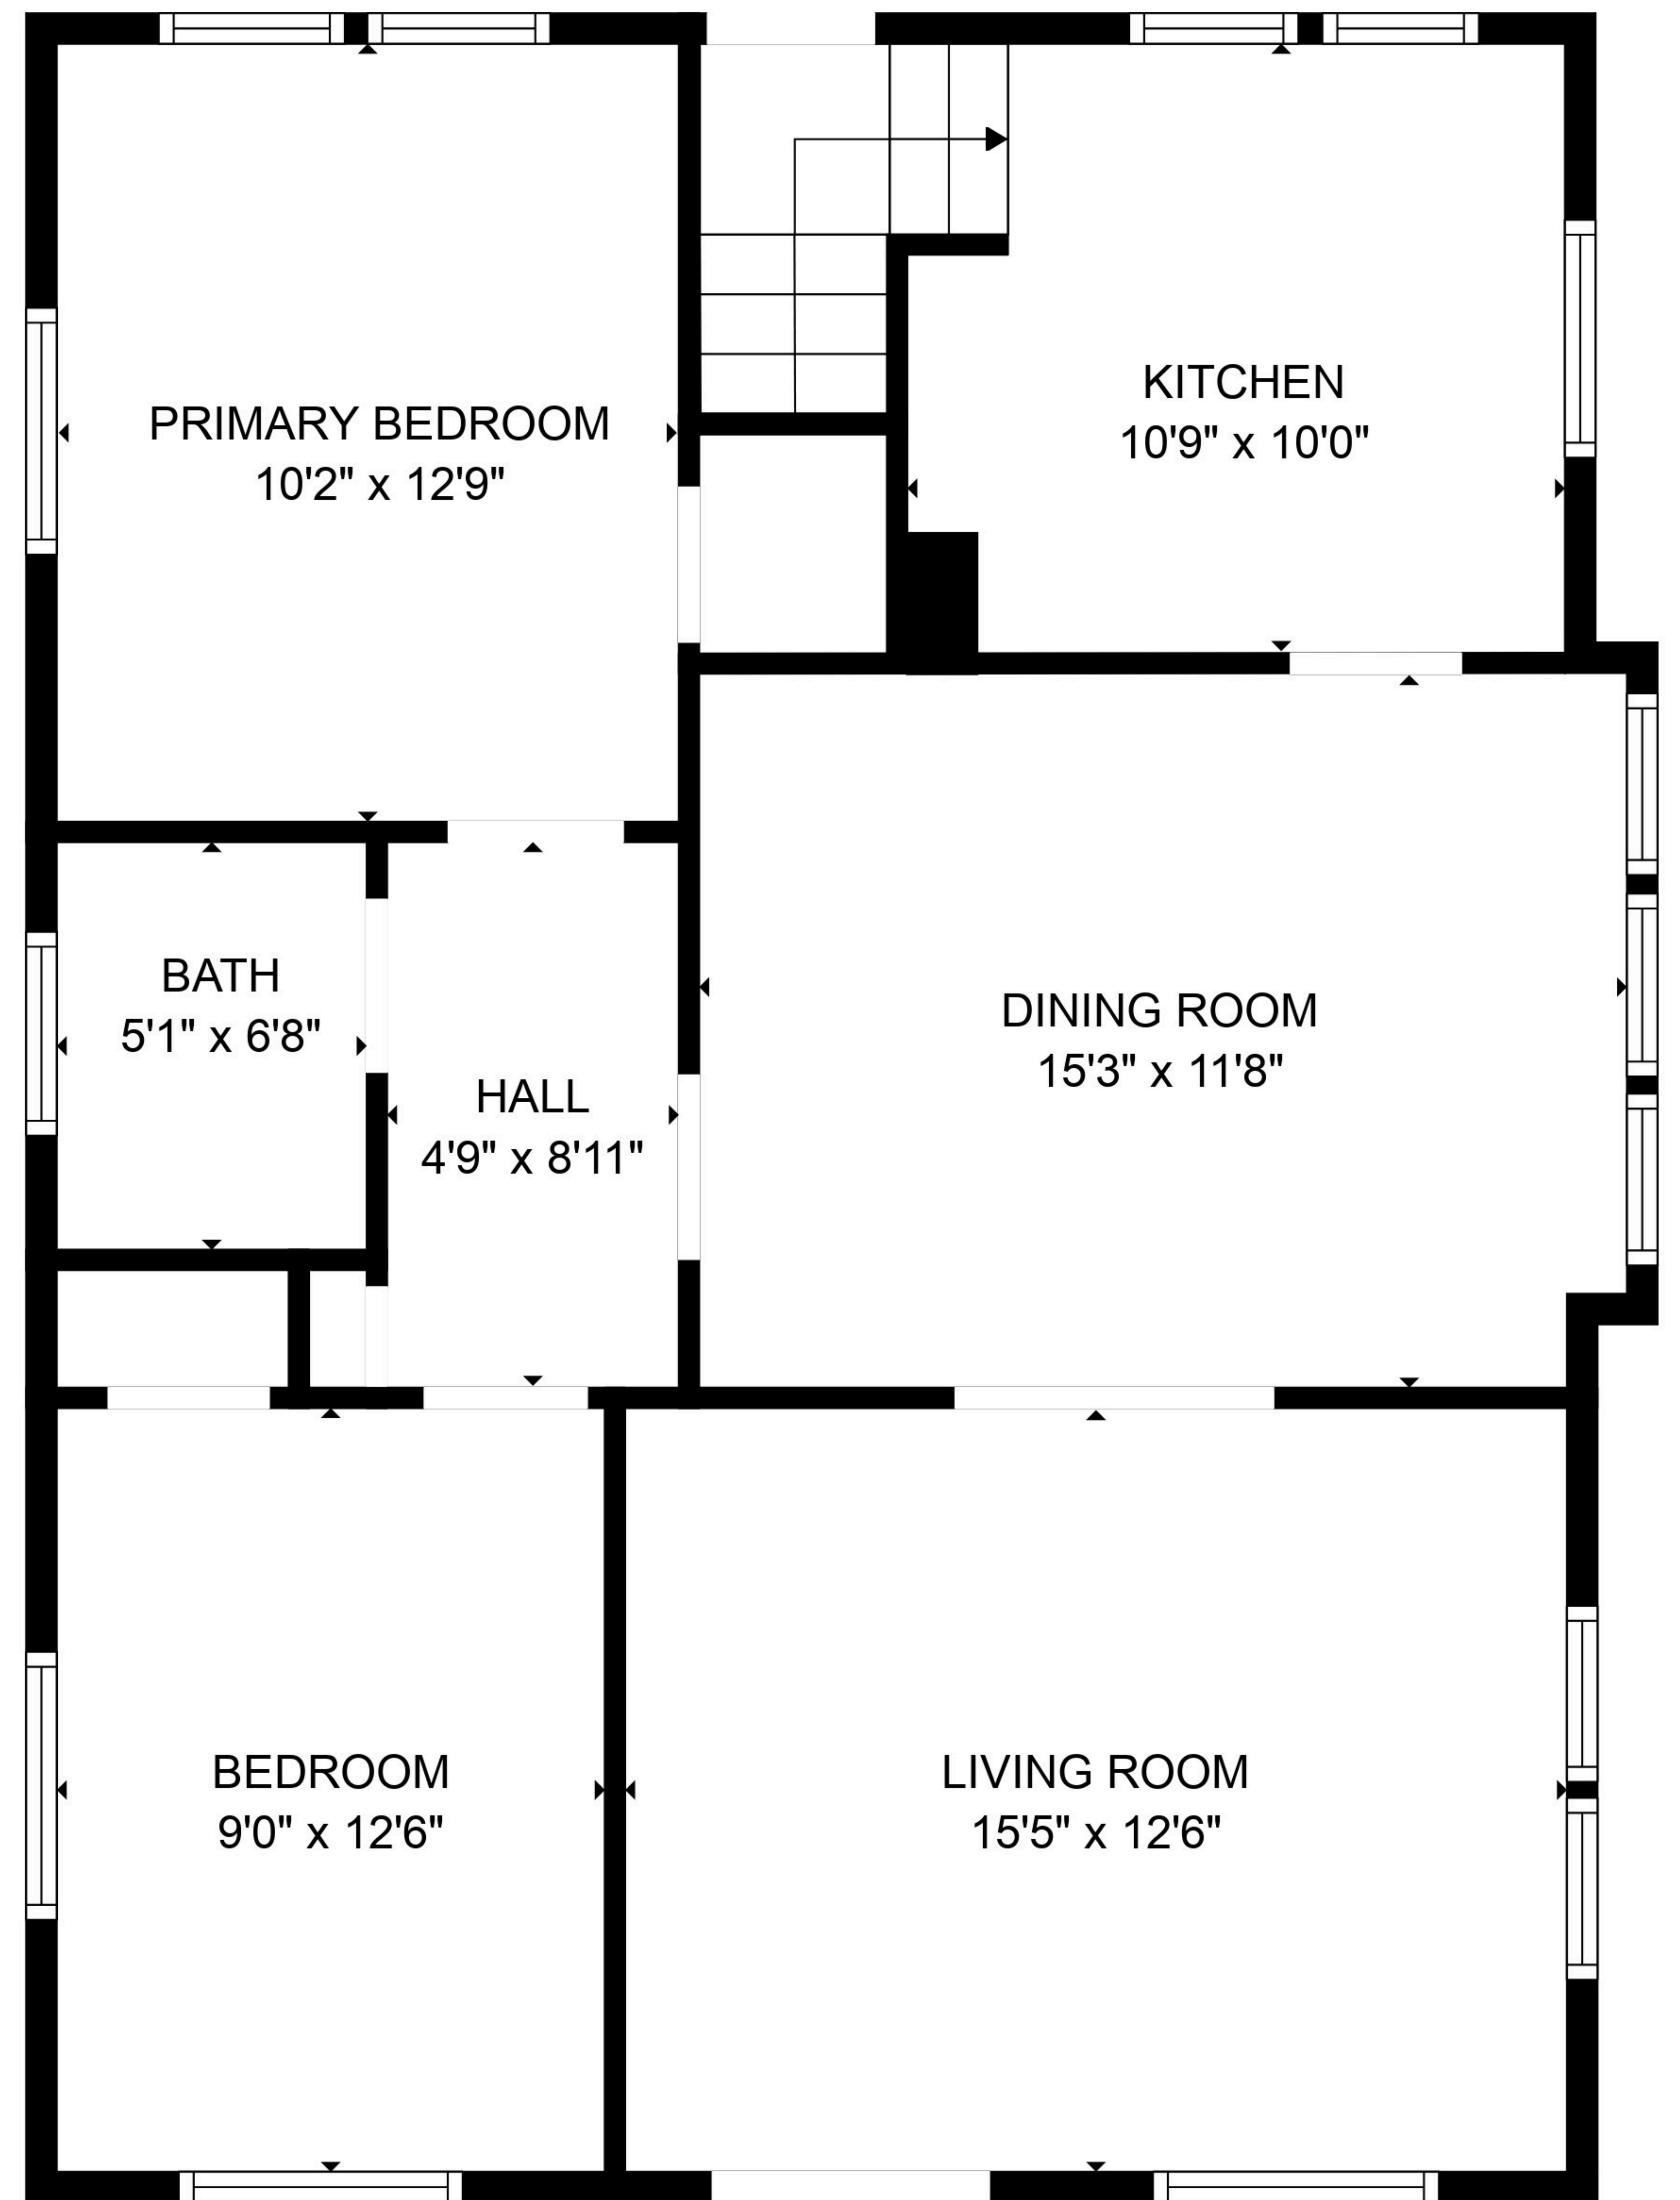 KITCHEN
10'9" x 10'0"
PRIMARY BEDROOM
10'2" x 12'9"
BATH
5'1" x 6'8"
DINING ROOM
15'3" x 11'8"
HALL
4'9" x 8'11"
BEDROOM
9'0" x 12'6"
LIVING ROOM
15'5" x 12'6"